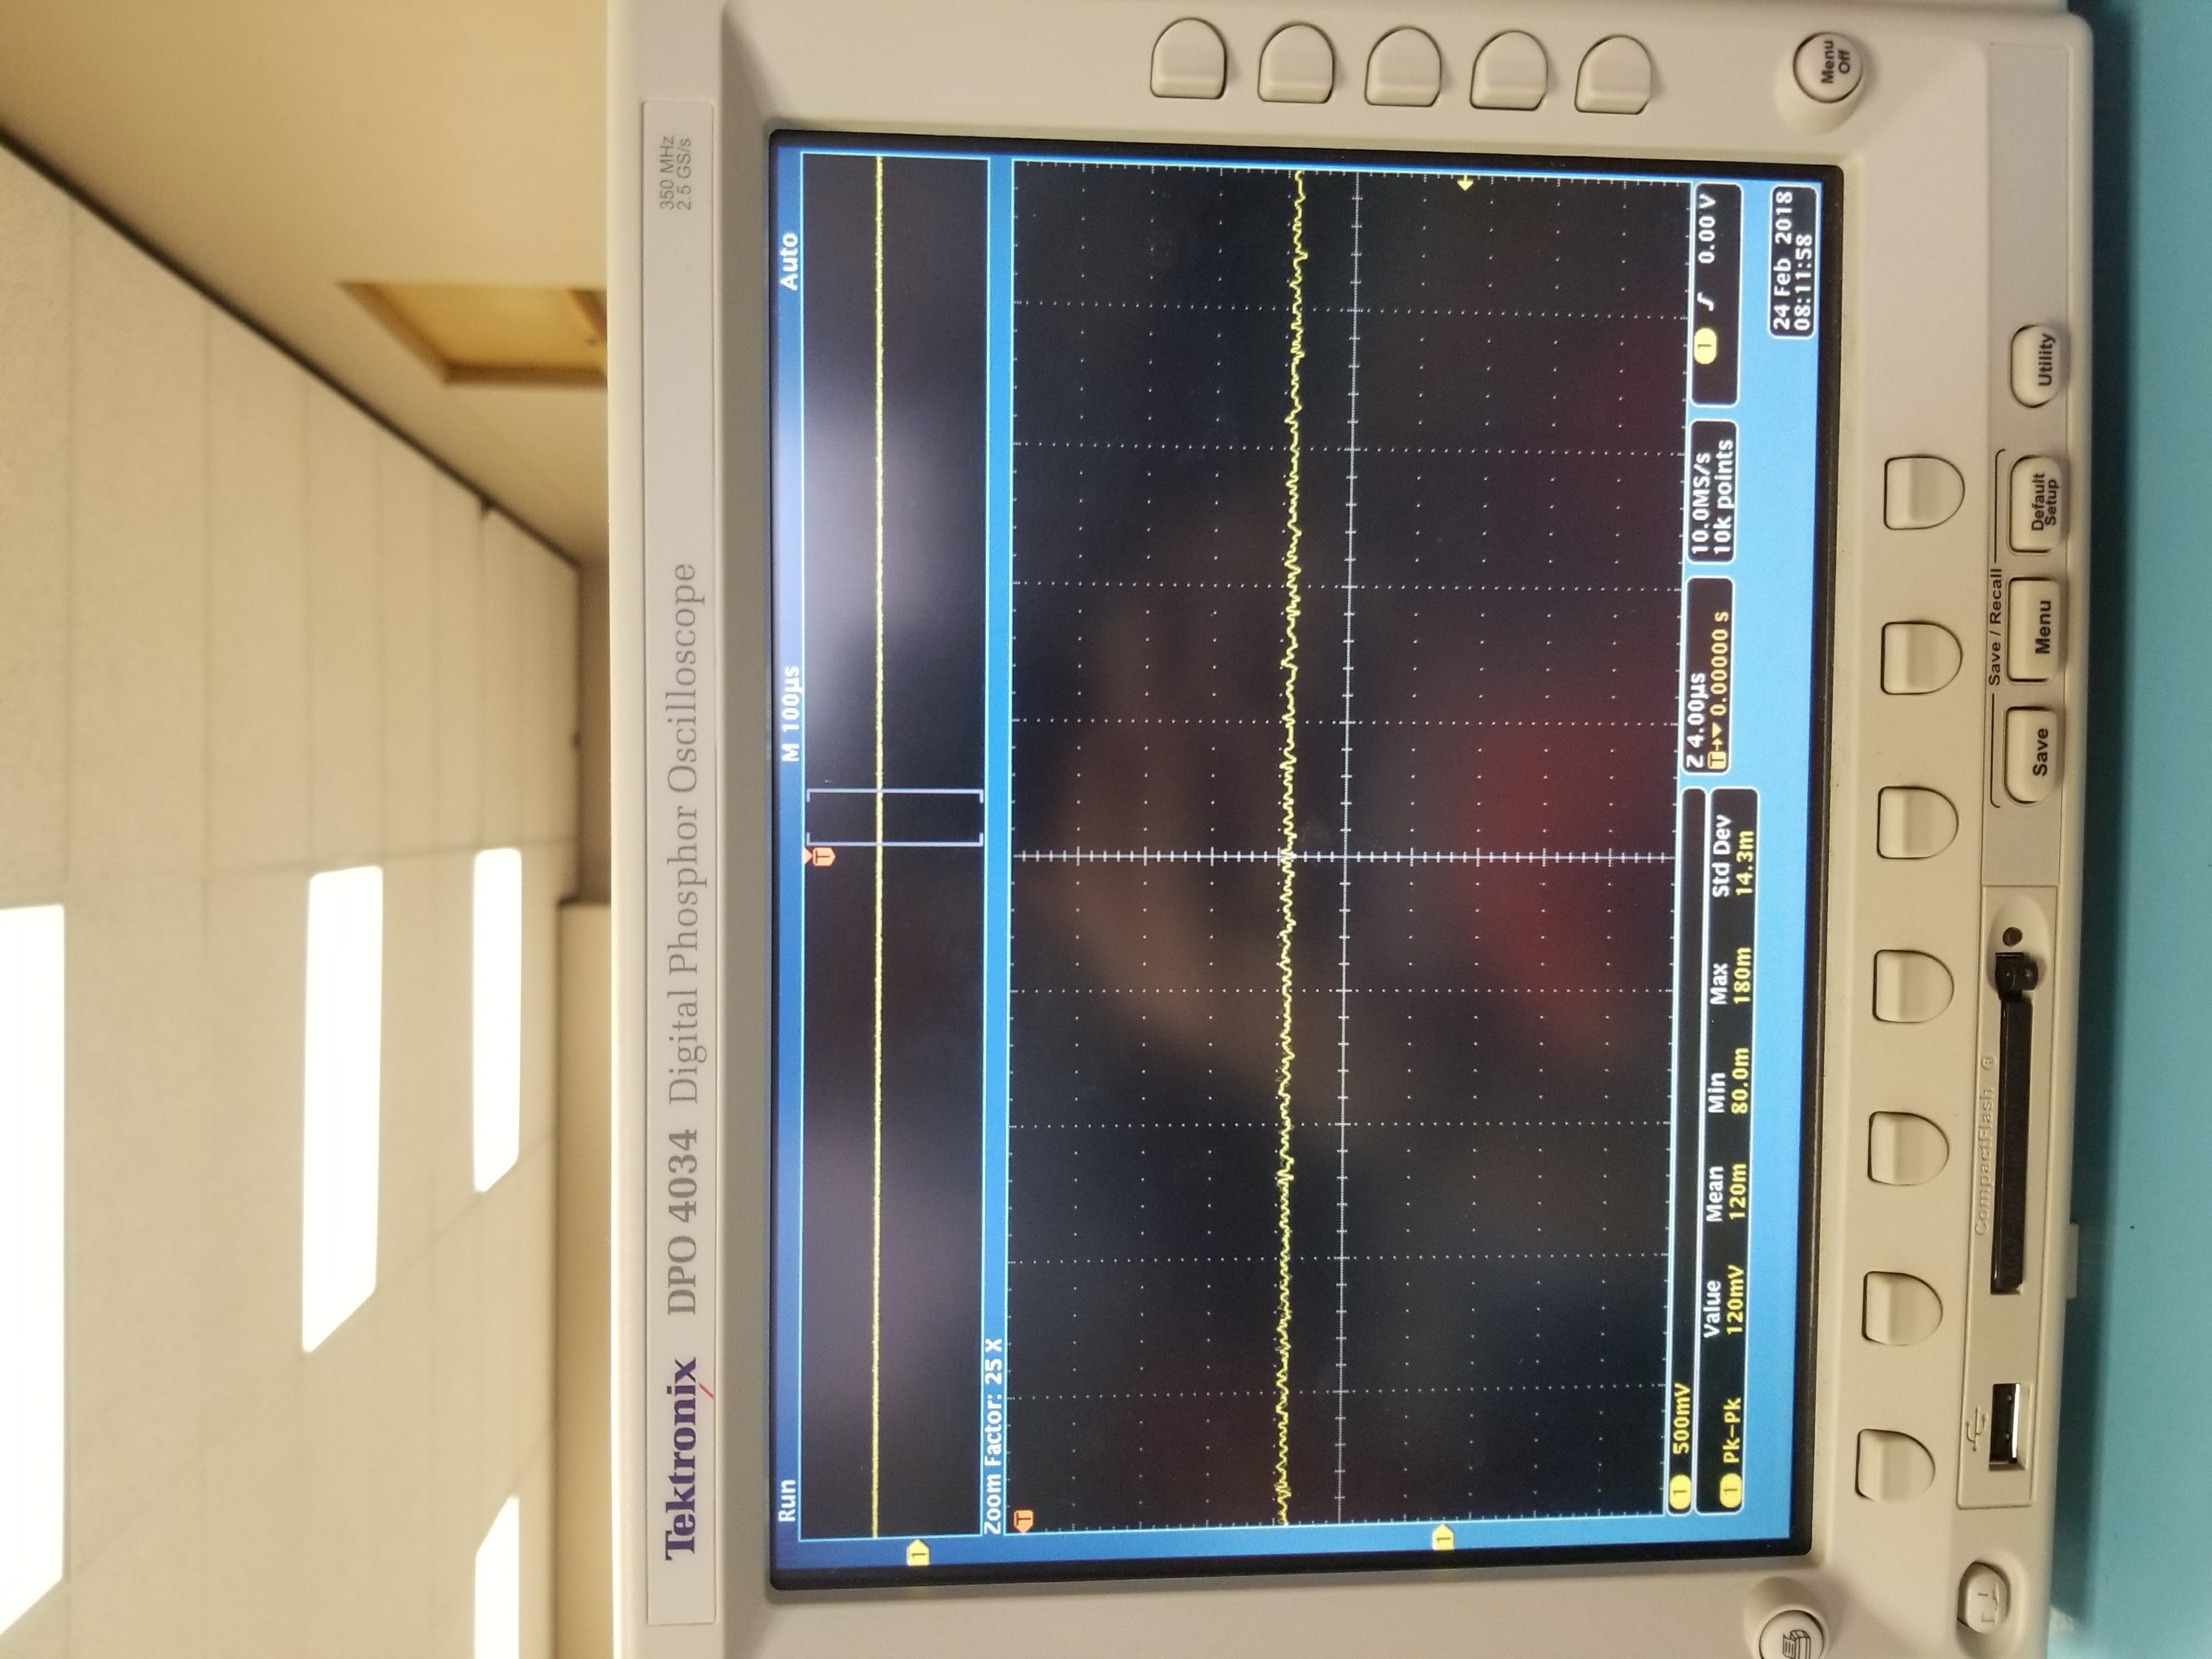 Tektronix DPO 4034 Digital Phosphor Oscilloscope
350 MHz
2.5 GS/s
Run M 100µs Auto
T
1
Zoom Factor: 25 X
T
1
1 500mV
Value Mean Min Max Std Dev
1 Pk-Pk 120mV 120m 80.0m 180m 14.3m
Z 4.00µs
T→▼ 0.00000 s
10.0MS/s
10k points
1 0.00 V
24 Feb 2018
08:11:58
Menu
Off
CompactFlash ®
Save / Recall
Save
Menu
Default
Setup
Utility